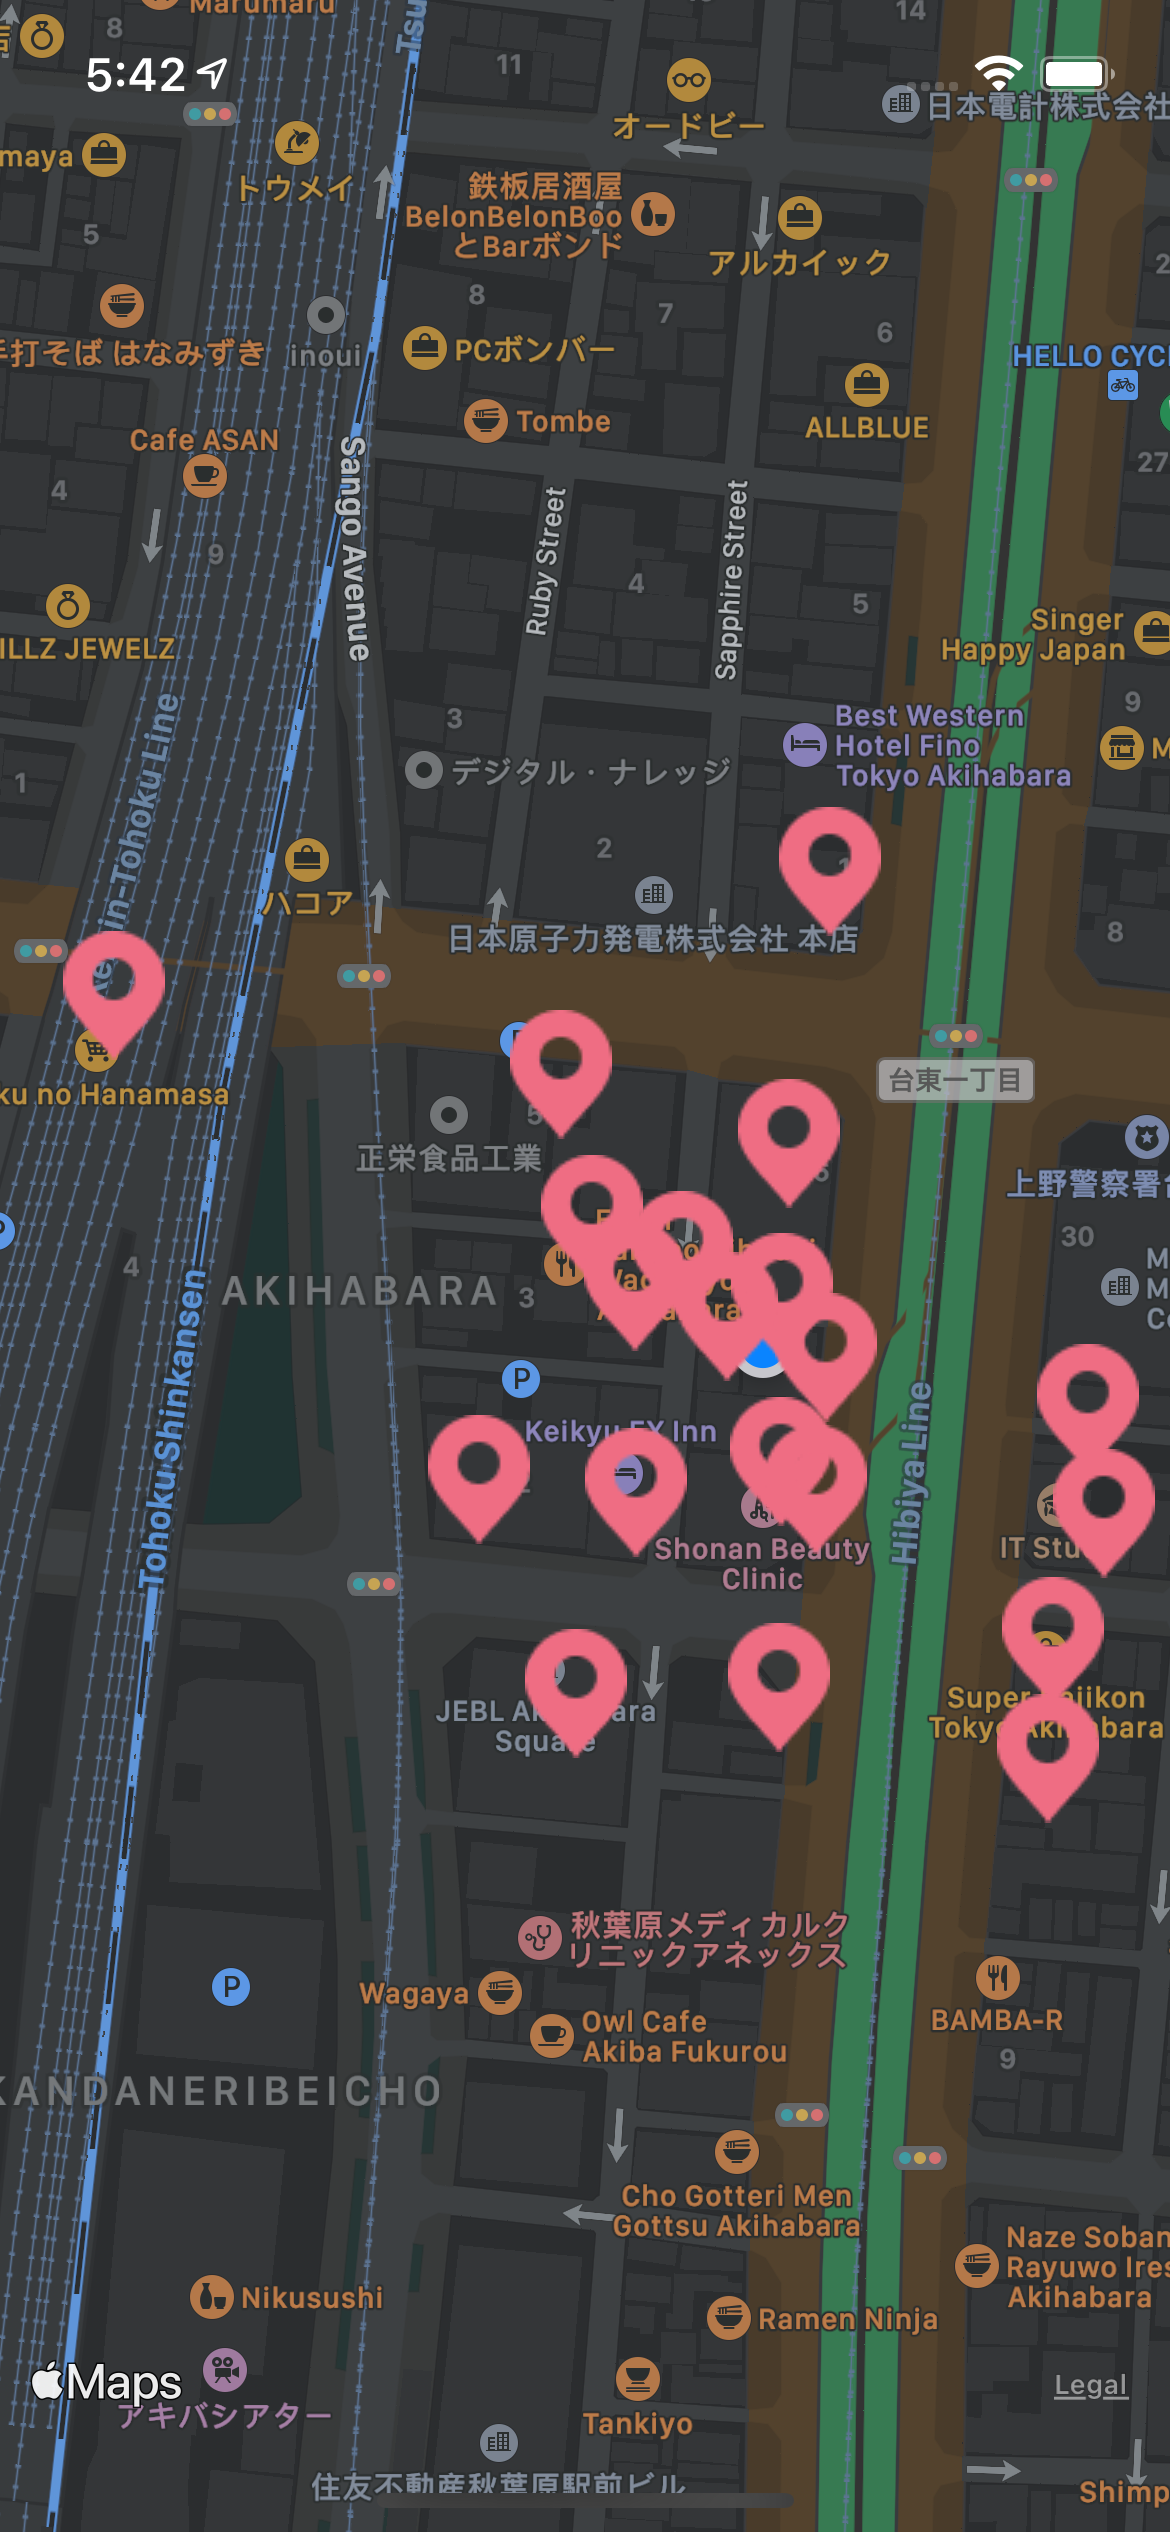 Marumaru
8
14
11
5:42
オードビー
日本電計株式会社
maya
トウメイ
鉄板居酒屋
BelonBelonBoo
とBarボンド
アルカイック
5
8
7
6
手打そば はなみずき
inoui
PCボンバー
HELLO CYC
Tombe
ALLBLUE
Cafe ASAN
Sango Avenue
Ruby Street
Sapphire Street
4
9
4
5
27
ILLZ JEWELZ
Singer
Happy Japan
9
3
デジタル・ナレッジ
Best Western
Hotel Fino
Tokyo Akihabara
1
2
ハコア
日本原子力発電株式会社 本店
8
ku no Hanamasa
台東一丁目
正栄食品工業
上野警察署
30
4
AKIHABARA
3
P
Keikyu EX Inn
Tohoku Shinkansen
Hibiya Line
Shonan Beauty
Clinic
IT Stu
JEBL Akihabara
Square
Super Rajikon
Tokyo Akihabara
秋葉原メディカルク
リニックアネックス
P
Wagaya
Owl Cafe
Akiba Fukurou
BAMBA-R
9
KANDANERIBEICHO
Cho Gotteri Men
Gottsu Akihabara
Naze Soban
Rayuwo Ires
Akihabara
Nikusushi
Ramen Ninja
Maps
アキバシアター
Legal
Tankiyo
住友不動産秋葉原駅前ビル
Shimp